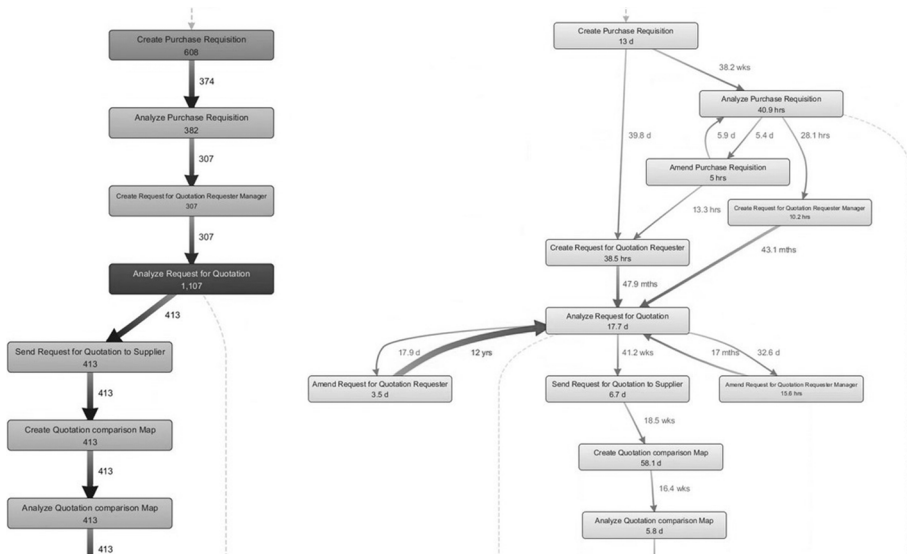 Create Purchase Requisition
608
374
Analyze Purchase Requisition
382
307
Create Request for Quotation Requester Manager
307
307
Analyze Request for Quotation
1,107
413
Send Request for Quotation to Supplier
413
413
Create Quotation comparison Map
413
413
Analyze Quotation comparison Map
413
413
Create Purchase Requisition
13 d
38.2 wks
Analyze Purchase Requisition
40.9 hrs
39.8 d
5.9 d
5.4 d
28.1 hrs
Amend Purchase Requisition
5 hrs
13.3 hrs
Create Request for Quotation Requester Manager
10.2 hrs
Create Request for Quotation Requester
38.5 hrs
43.1 mths
47.9 mths
Analyze Request for Quotation
17.7 d
17.9 d
12 yrs
41.2 wks
17 mths
32.6 d
Amend Request for Quotation Requester
3.5 d
Send Request for Quotation to Supplier
6.7 d
Amend Request for Quotation Requester Manager
15.6 hrs
18.5 wks
Create Quotation comparison Map
58.1 d
16.4 wks
Analyze Quotation comparison Map
5.8 d